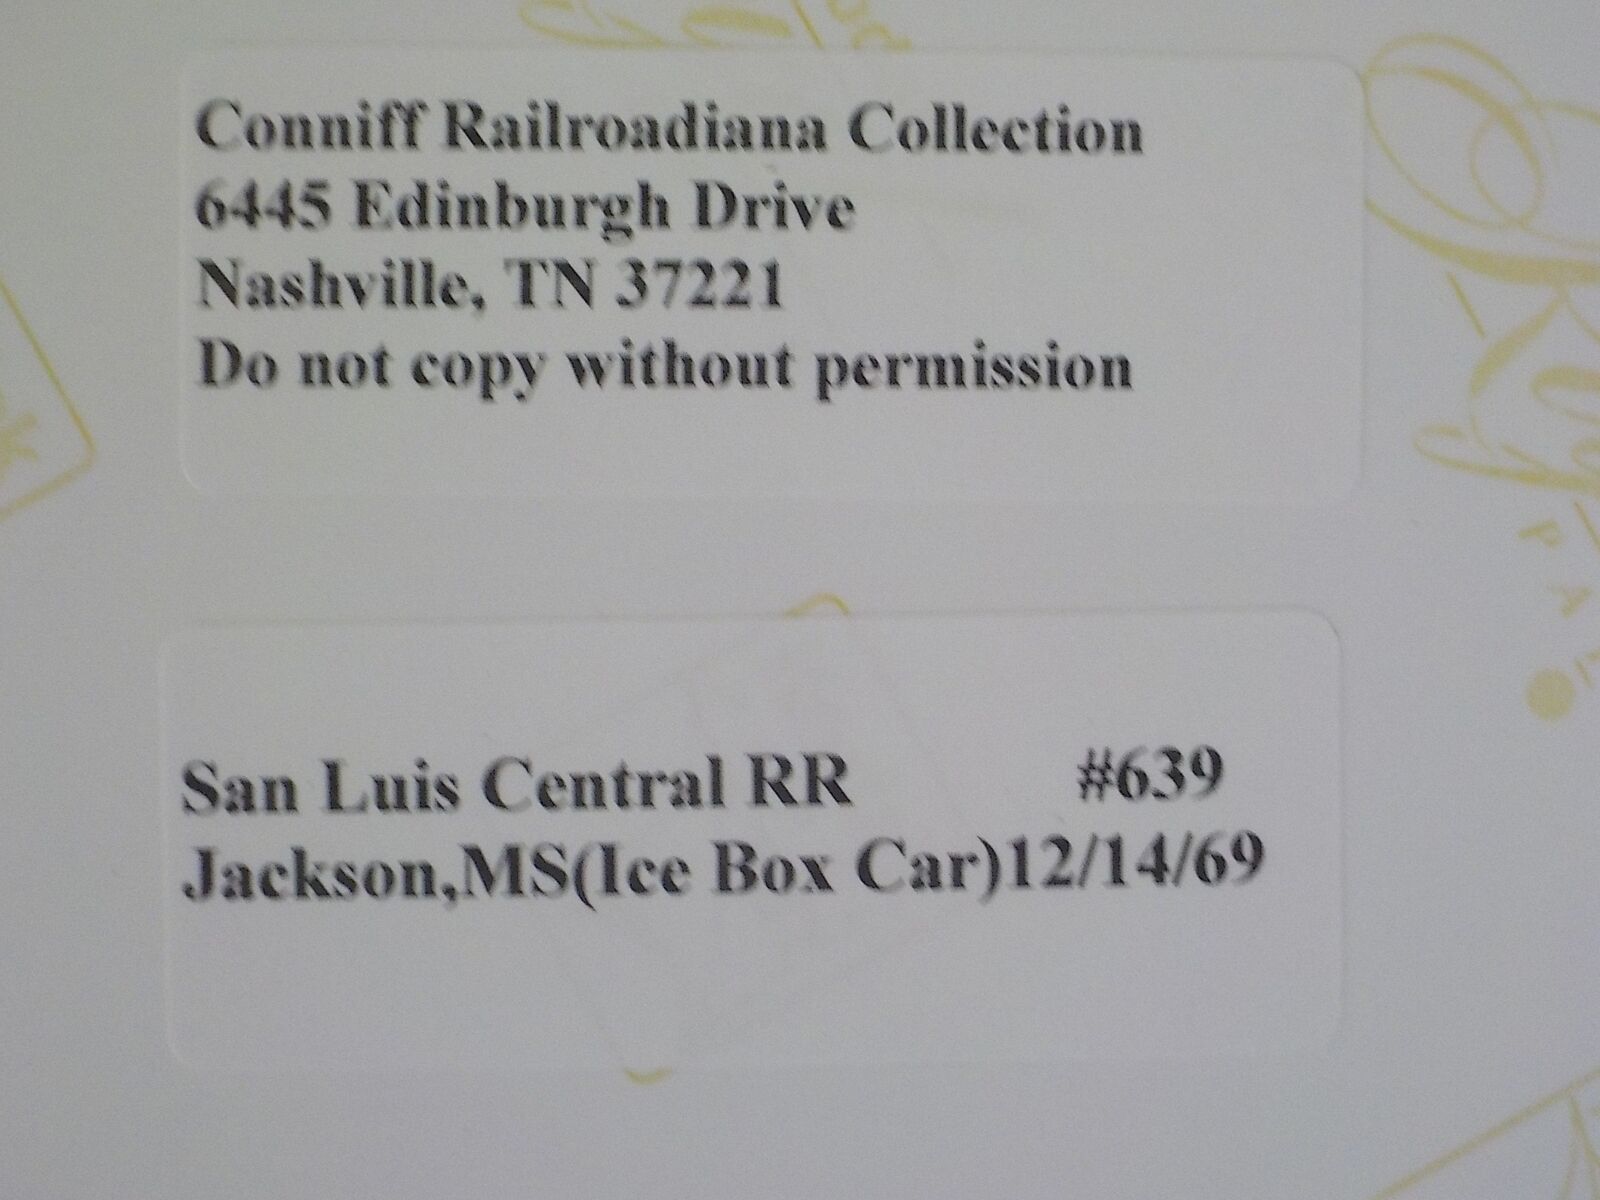 Conniff Railroadiana Collection
6445 Edinburgh Drive
Nashville, TN 37221
Do not copy without permission
San Luis Central RR #639
Jackson,MS(Ice Box Car)12/14/69